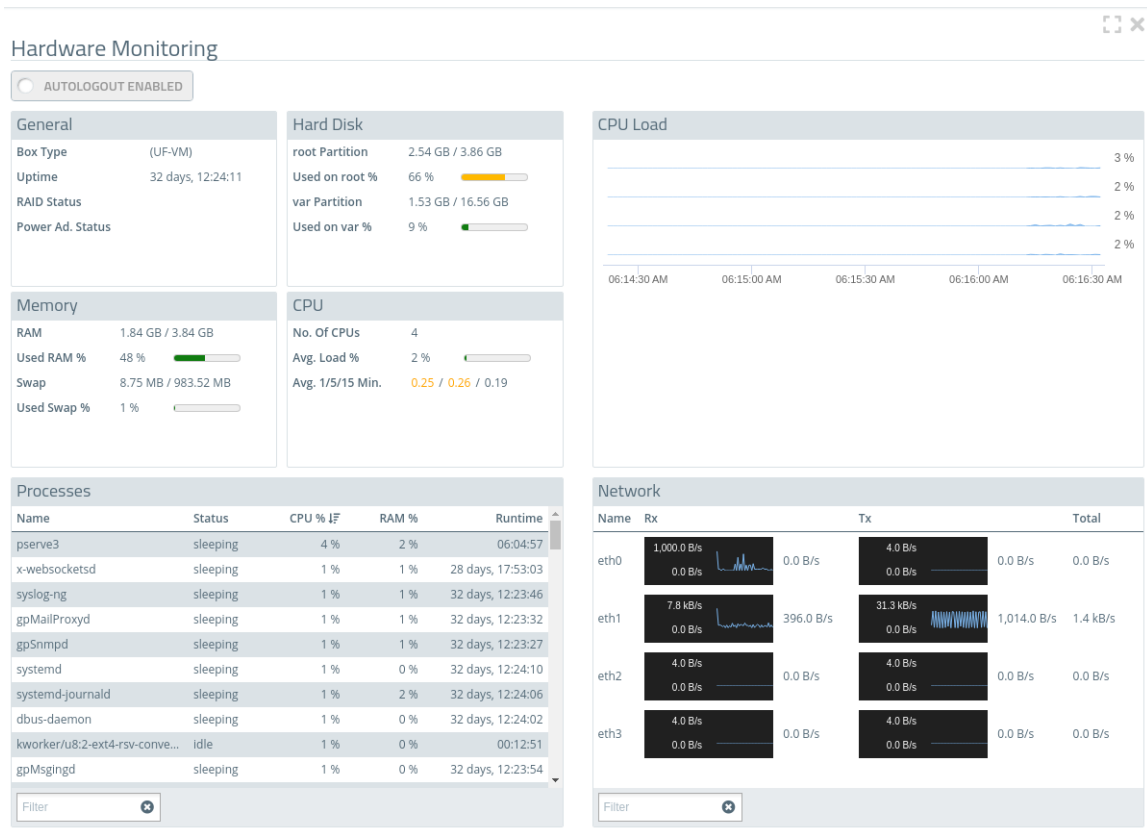 Hardware Monitoring
AUTOLOGOUT ENABLED
General
Box Type (UF-VM)
Uptime 32 days, 12:24:11
RAID Status
Power Ad. Status
Hard Disk
root Partition 2.54 GB / 3.86 GB
Used on root % 66 %
var Partition 1.53 GB / 16.56 GB
Used on var % 9 %
CPU Load
3 %
2 %
2 %
2 %
06:14:30 AM 06:15:00 AM 06:15:30 AM 06:16:00 AM 06:16:30 AM
Memory
RAM 1.84 GB / 3.84 GB
Used RAM % 48 %
Swap 8.75 MB / 983.52 MB
Used Swap % 1 %
CPU
No. Of CPUs 4
Avg. Load % 2 %
Avg. 1/5/15 Min. 0.25 / 0.26 / 0.19
Processes
Name Status CPU % RAM % Runtime
pserve3 sleeping 4 % 2 % 06:04:57
x-websocketsd sleeping 1 % 1 % 28 days, 17:53:03
syslog-ng sleeping 1 % 1 % 32 days, 12:23:46
gpMailProxyd sleeping 1 % 1 % 32 days, 12:23:32
gpSnmpd sleeping 1 % 1 % 32 days, 12:23:27
systemd sleeping 1 % 0 % 32 days, 12:24:10
systemd-journald sleeping 1 % 2 % 32 days, 12:24:06
dbus-daemon sleeping 1 % 0 % 32 days, 12:24:02
kworker/u8:2-ext4-rsv-conve... idle 1 % 0 % 00:12:51
gpMsgingd sleeping 1 % 0 % 32 days, 12:23:54
Filter
Network
Name Rx Tx Total
1,000.0 B/s 4.0 B/s
eth0 0.0 B/s 0.0 B/s 0.0 B/s
0.0 B/s 0.0 B/s
7.8 kB/s 31.3 kB/s
eth1 396.0 B/s 1,014.0 B/s 1.4 kB/s
0.0 B/s 0.0 B/s
4.0 B/s 4.0 B/s
eth2 0.0 B/s 0.0 B/s 0.0 B/s
0.0 B/s 0.0 B/s
4.0 B/s 4.0 B/s
eth3 0.0 B/s 0.0 B/s 0.0 B/s
0.0 B/s 0.0 B/s
Filter